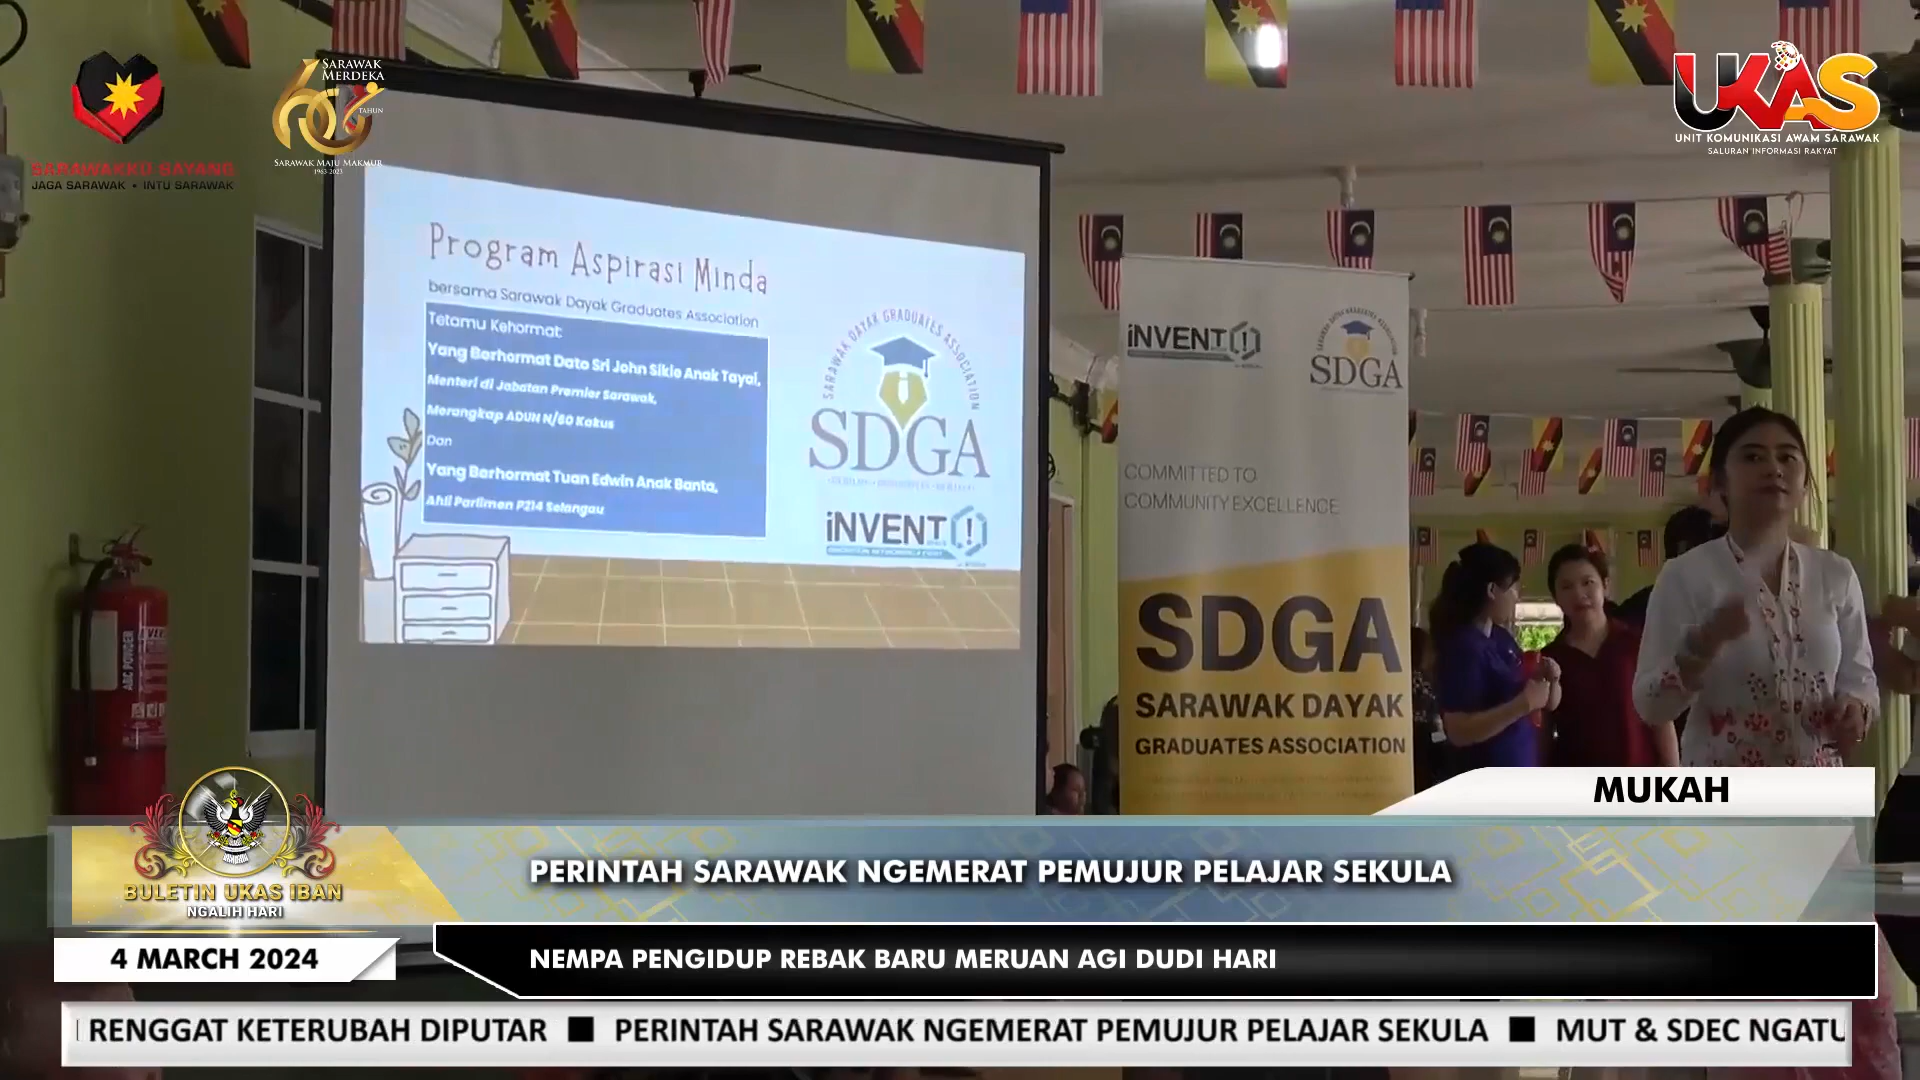 SARAWAKKU SAYANG
JAGA SARAWAK • INTU SARAWAK
SARAWAK
MERDEKA
60
TAHUN
SARAWAK MAJU MAKMUR
1963-2023
UKAS
UNIT KOMUNIKASI AWAM SARAWAK
SALURAN INFORMASI RAKYAT
Program Aspirasi Minda
bersama Sarawak Dayak Graduates Association
Tetamu Kehormat:
Yang Berhormat Dato Sri John Sikie Anak Tayai,
Menteri di Jabatan Premier Sarawak,
Merangkap ADUN N/60 Kakus
Dan
Yang Berhormat Tuan Edwin Anak Banta,
Ahli Parlimen P214 Selangau
SARAWAK DAYAK GRADUATES ASSOCIATION
SDGA
iNVENT
iNVENT
SDGA
COMMITTED TO
COMMUNITY EXCELLENCE
SDGA
SARAWAK DAYAK
GRADUATES ASSOCIATION
ABC POWDER
MUKAH
PERINTAH SARAWAK NGEMERAT PEMUJUR PELAJAR SEKULA
BULETIN UKAS IBAN
NGALIH HARI
4 MARCH 2024
NEMPA PENGIDUP REBAK BARU MERUAN AGI DUDI HARI
RENGGAT KETERUBAH DIPUTAR ■ PERINTAH SARAWAK NGEMERAT PEMUJUR PELAJAR SEKULA ■ MUT & SDEC NGATU